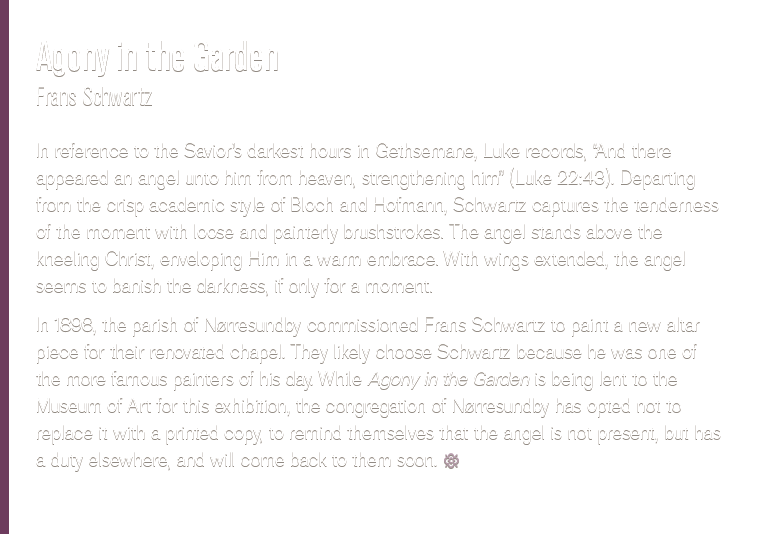 Agony in the Garden
Frans Schwartz
In reference to the Savior's darkest hours in Gethsemane, Luke records, “And there
appeared an angel unto him from heaven, strengthening him” (Luke 22:43). Departing
from the crisp academic style of Bloch and Hofmann, Schwartz captures the tenderness
of the moment with loose and painterly brushstrokes. The angel stands above the
kneeling Christ, enveloping Him in a warm embrace. With wings extended, the angel
seems to banish the darkness, if only for a moment.
In 1898, the parish of Nørresundby commissioned Frans Schwartz to paint a new altar
piece for their renovated chapel. They likely choose Schwartz because he was one of
the more famous painters of his day. While Agony in the Garden is being lent to the
Museum of Art for this exhibition, the congregation of Nørresundby has opted not to
replace it with a printed copy, to remind themselves that the angel is not present, but has
a duty elsewhere, and will come back to them soon.